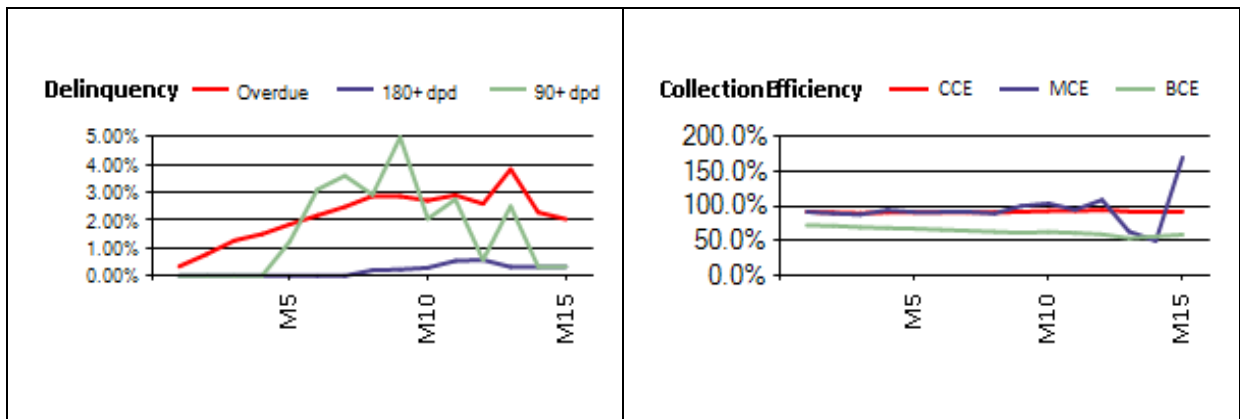 Delinquency Overdue 180+ dpd 90+ dpd
5.00%
4.00%
3.00%
2.00%
1.00%
0.00%
M5
M10
M15
Collection Efficiency CCE MCE BCE
200.0%
150.0%
100.0%
50.0%
0.0%
M5
M10
M15